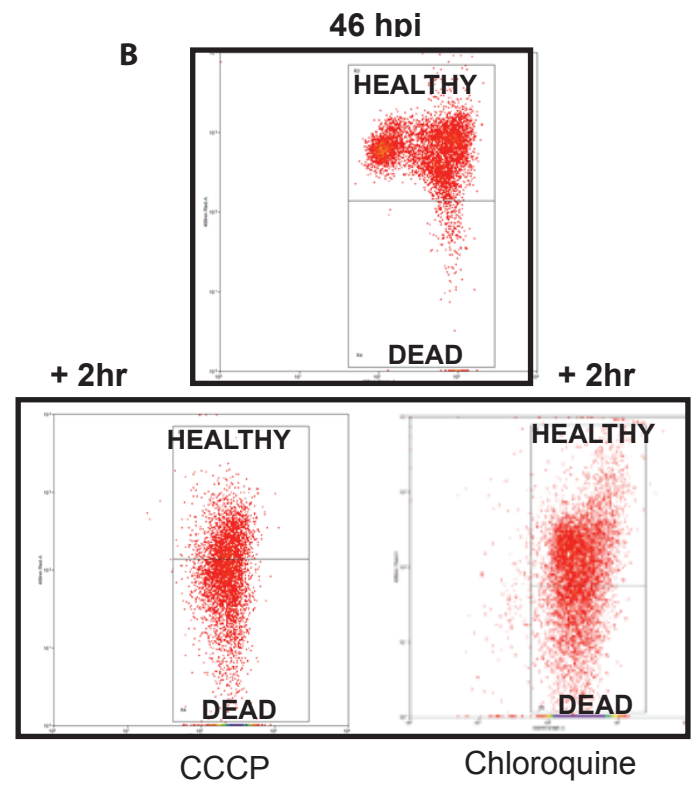 46 hpi
B
HEALTHY
DEAD
+ 2hr
+ 2hr
HEALTHY
DEAD
HEALTHY
DEAD
CCCP
Chloroquine